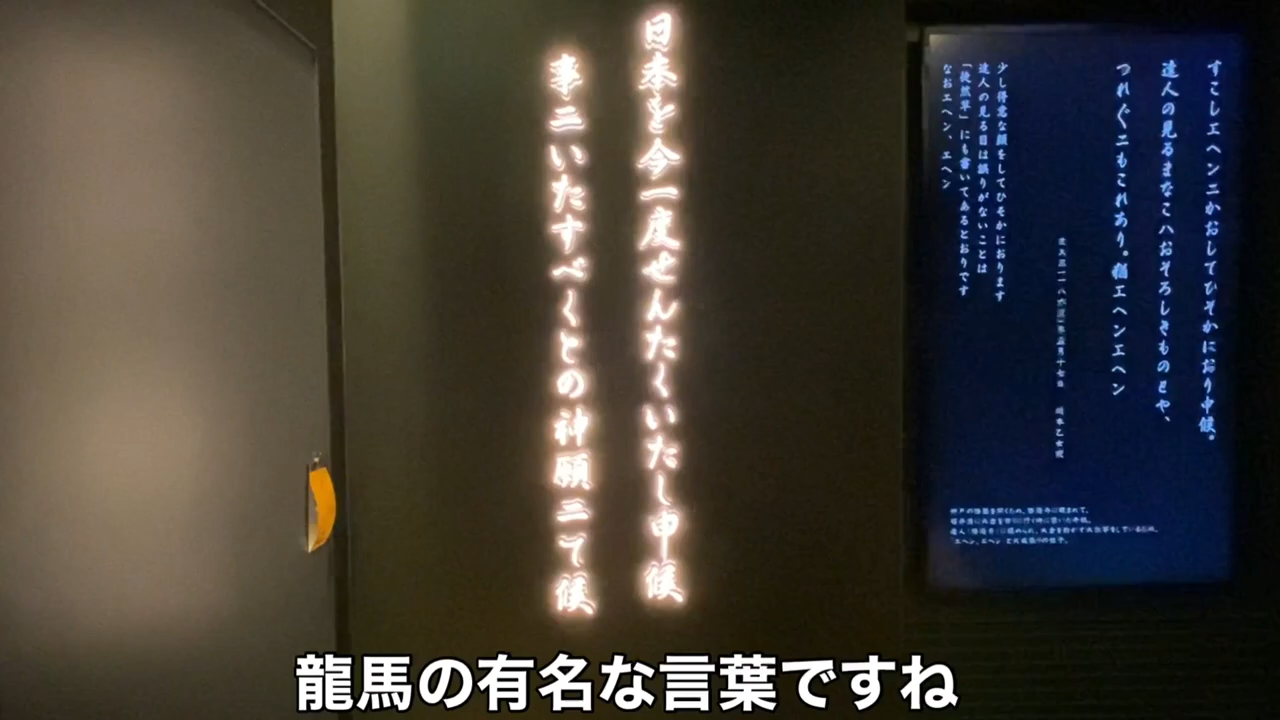 日本を今一度せんたくいたし申候
事ニいたすべくとの神願ニて候
すこしエヘンニかおしてひそかにおり申候。
達人の見るまなこハおそろしきものとや、
つれ〲ニもこれあり。猶エヘンエヘン
少し得意な顔をしてひそかにおります
達人の見る目は誤りがないことは
「徒然草」にも書いてあるとおりです
なおエヘン、エヘン
龍馬の有名な言葉ですね